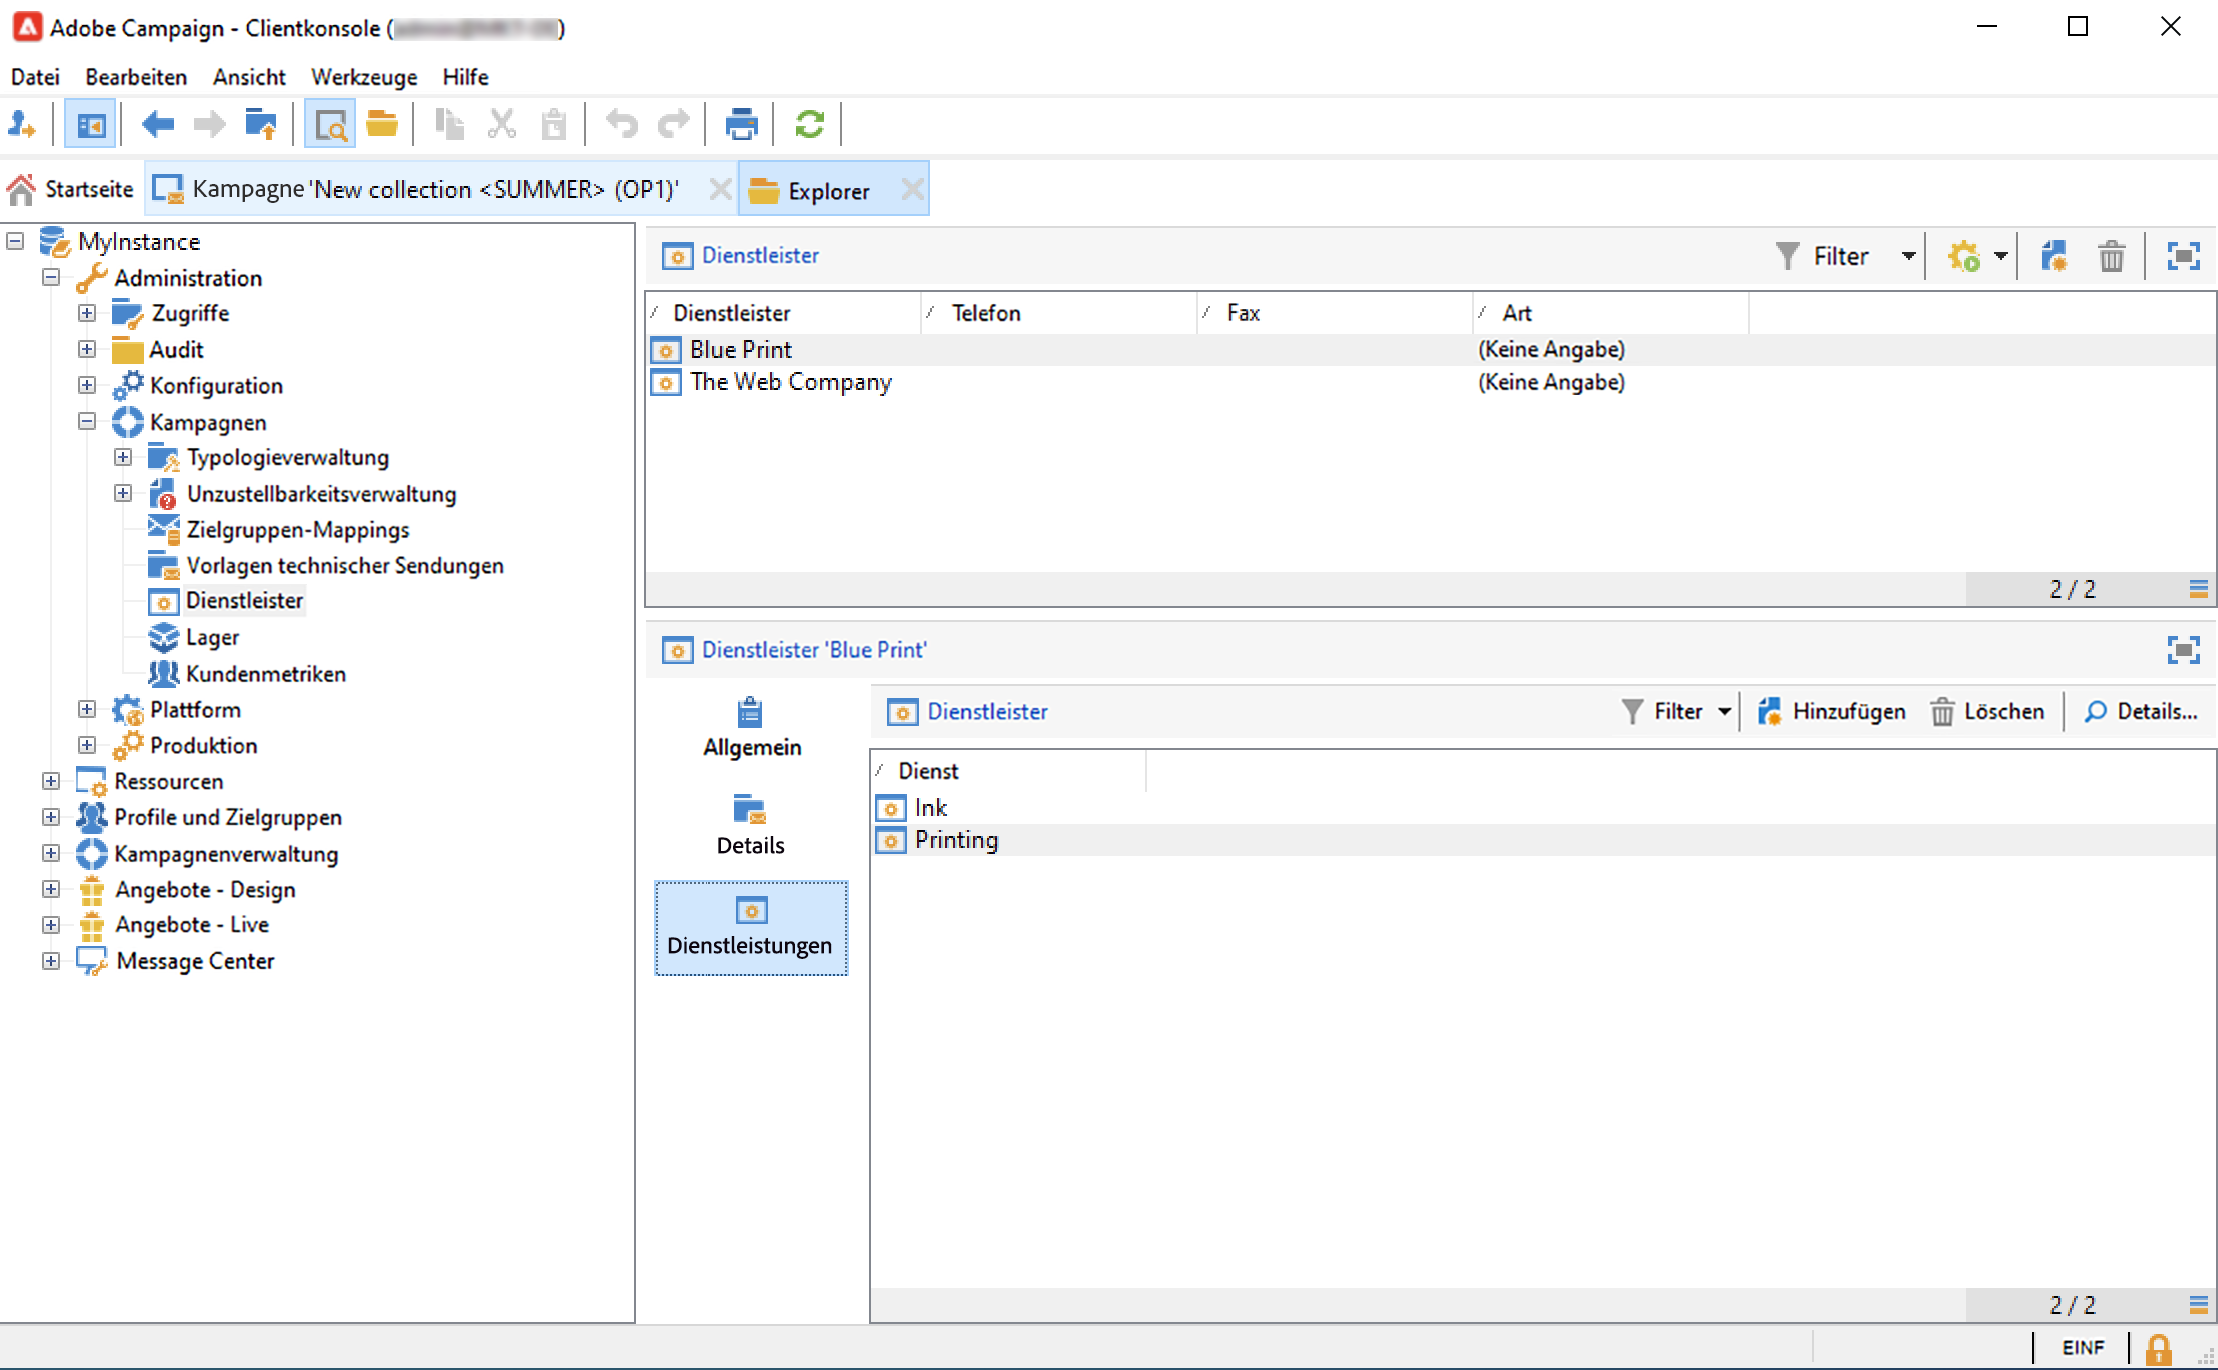 Adobe Campaign - Clientkonsole ( )
Datei Bearbeiten Ansicht Werkzeuge Hilfe
Startseite Kampagne 'New collection <SUMMER> (OP1)' Explorer
MyInstance
Administration
Zugriffe
Audit
Konfiguration
Kampagnen
Typologieverwaltung
Unzustellbarkeitsverwaltung
Zielgruppen-Mappings
Vorlagen technischer Sendungen
Dienstleister
Lager
Kundenmetriken
Plattform
Produktion
Ressourcen
Profile und Zielgruppen
Kampagnenverwaltung
Angebote - Design
Angebote - Live
Message Center
Dienstleister Filter
Dienstleister Telefon Fax Art
Blue Print (Keine Angabe)
The Web Company (Keine Angabe)
2 / 2
Dienstleister 'Blue Print'
Allgemein
Details
Dienstleistungen
Dienstleister Filter Hinzufügen Löschen Details...
Dienst
Ink
Printing
2 / 2
EINF